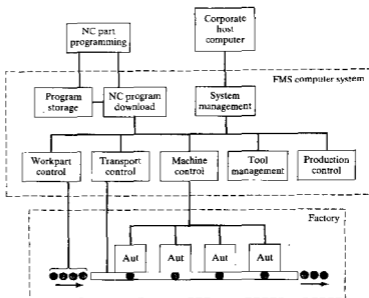 NC part
programming
Corporate
host
computer
FMS computer system
Program
storage
NC program
download
System
management
Workpart
control
Transport
control
Machine
control
Tool
management
Production
control
Factory
Aut
Aut
Aut
Aut